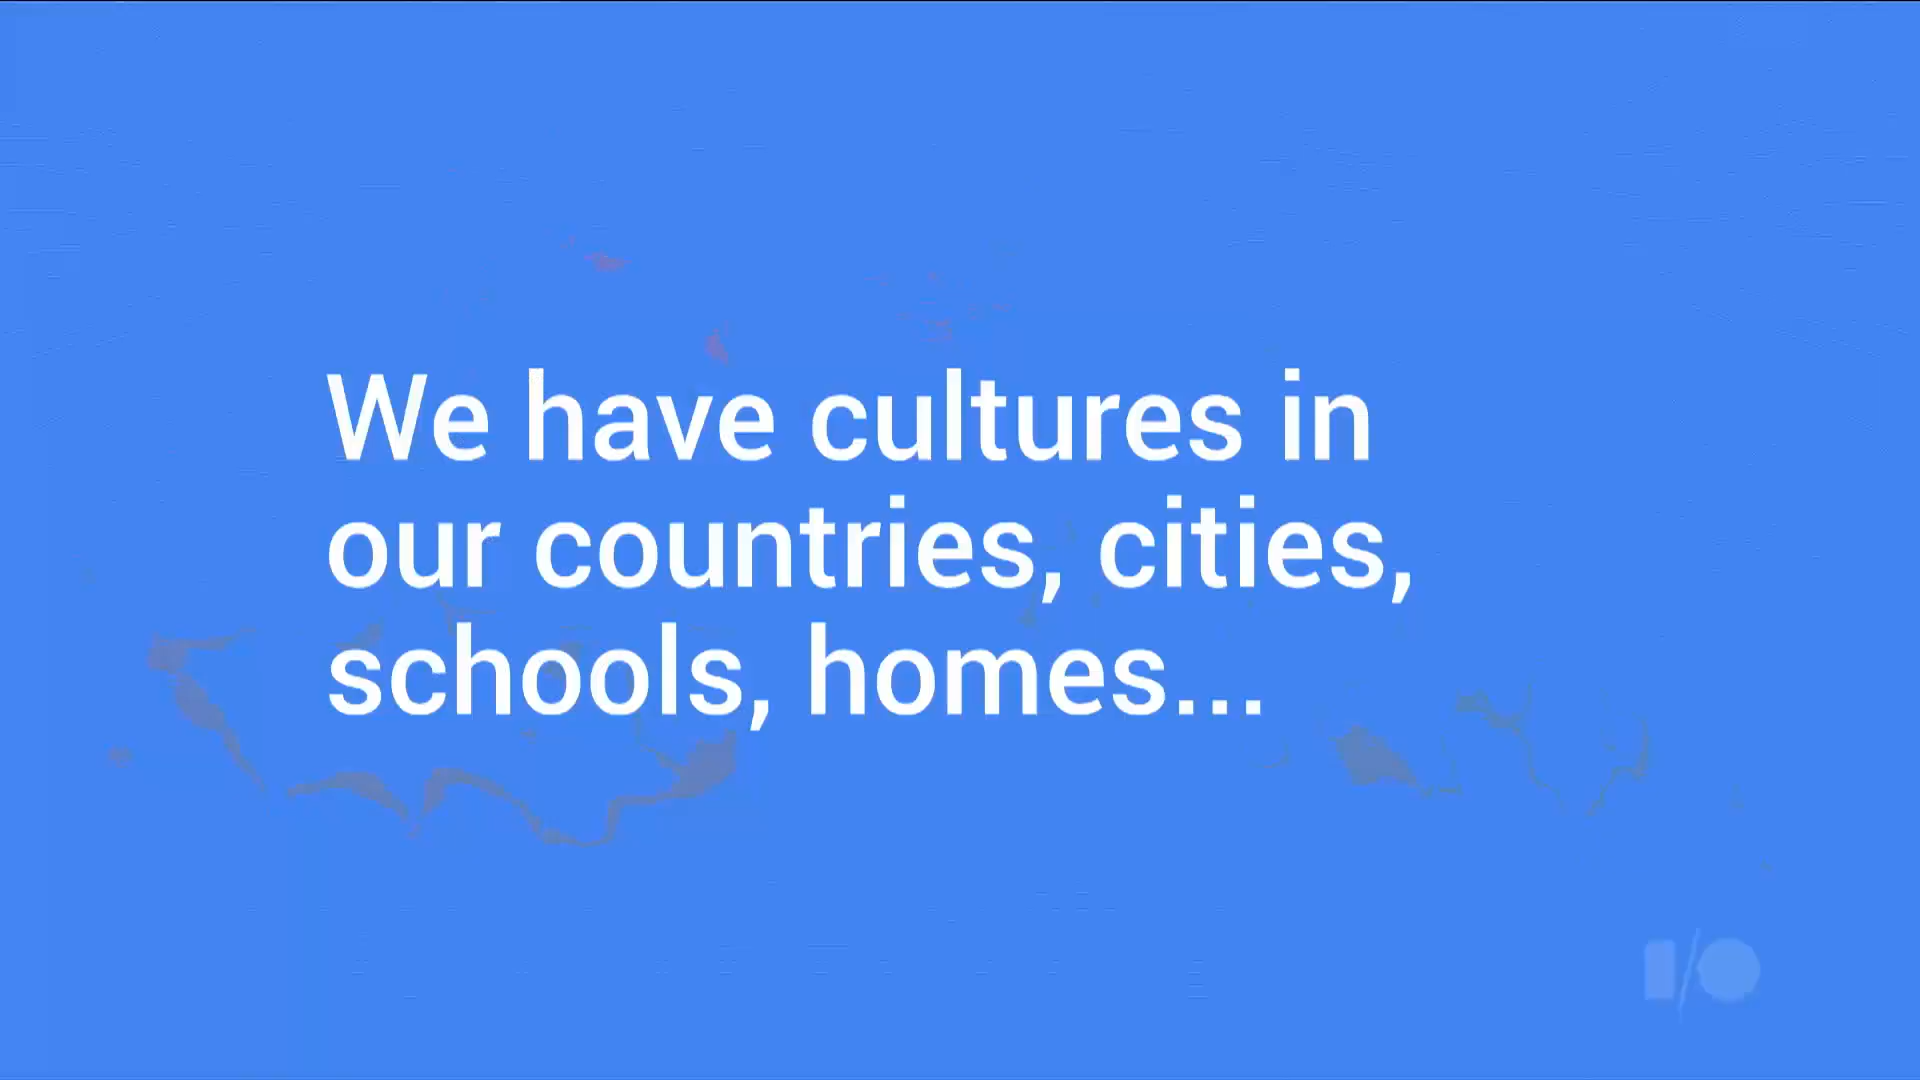 We have cultures in
our countries, cities,
schools, homes...
I/O